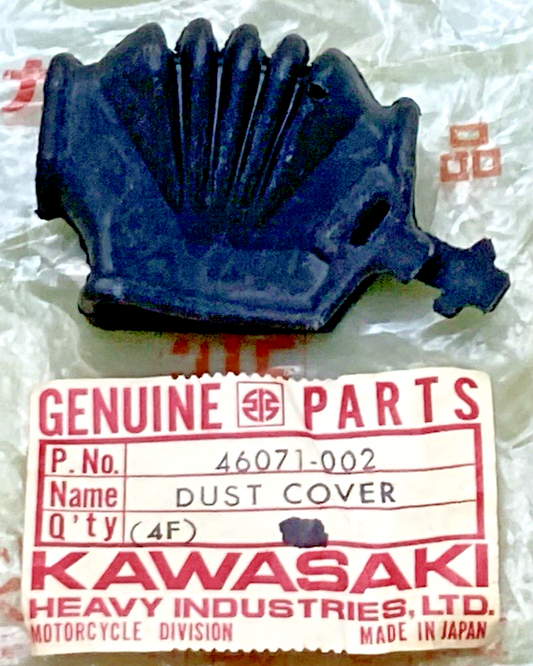 品
GENUINE PARTS
P. No. 46071-002
Name DUST COVER
Q'ty (4F)
KAWASAKI
HEAVY INDUSTRIES, LTD.
MOTORCYCLE DIVISION MADE IN JAPAN